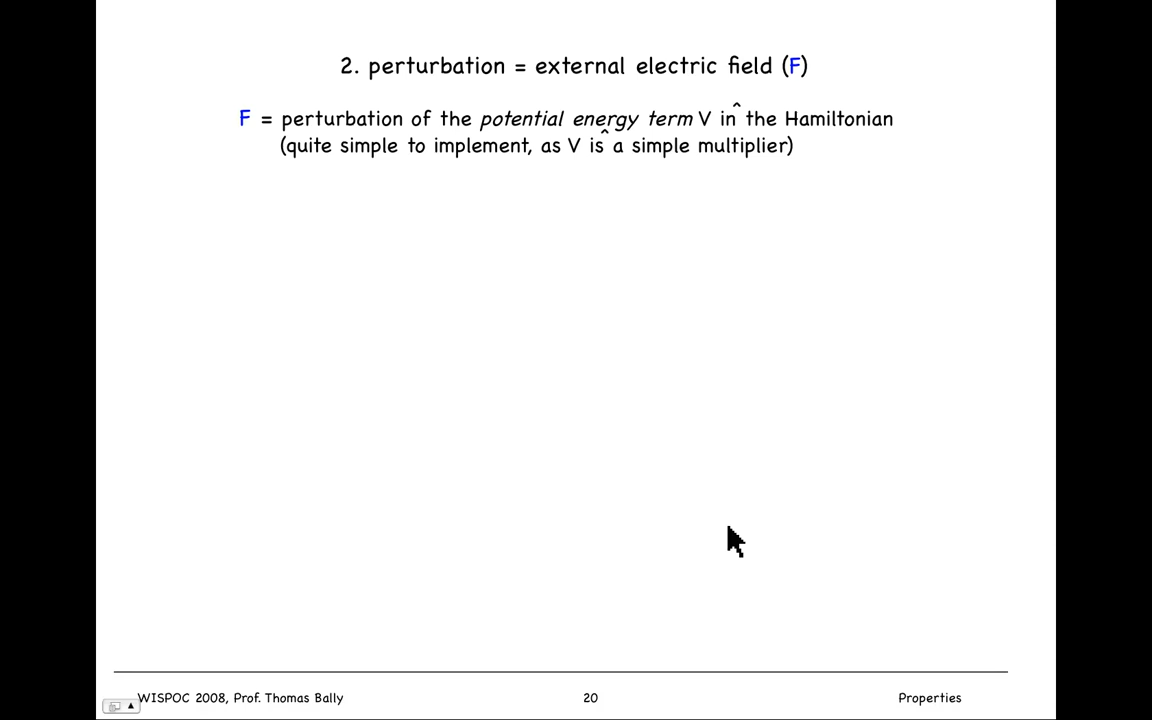 2. perturbation = external electric field (F)
F = perturbation of the potential energy term V in the Hamiltonian
(quite simple to implement, as V is a simple multiplier)
WISPOC 2008, Prof. Thomas Bally 20 Properties